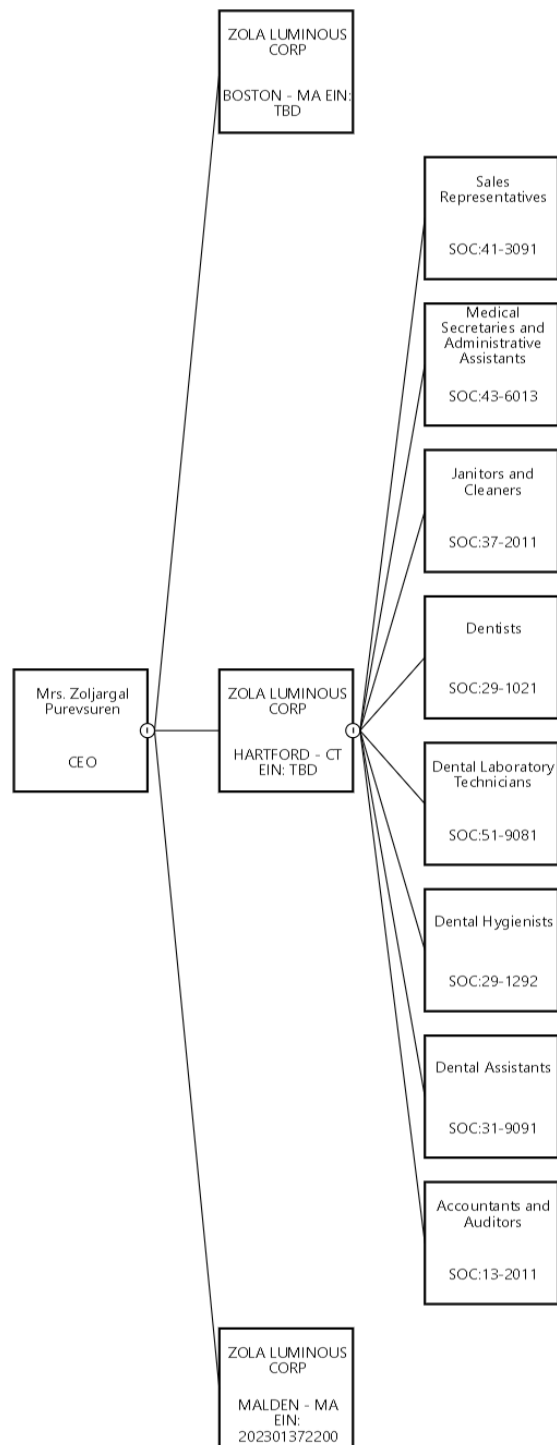 ZOLA LUMINOUS
CORP
BOSTON - MA EIN:
TBD
Sales
Representatives
SOC:41-3091
Medical
Secretaries and
Administrative
Assistants
SOC:43-6013
Janitors and
Cleaners
SOC:37-2011
Dentists
SOC:29-1021
Mrs. Zoljargal
Purevsuren
CEO
ZOLA LUMINOUS
CORP
HARTFORD - CT
EIN: TBD
Dental Laboratory
Technicians
SOC:51-9081
Dental Hygienists
SOC:29-1292
Dental Assistants
SOC:31-9091
Accountants and
Auditors
SOC:13-2011
ZOLA LUMINOUS
CORP
MALDEN - MA
EIN:
202301372200